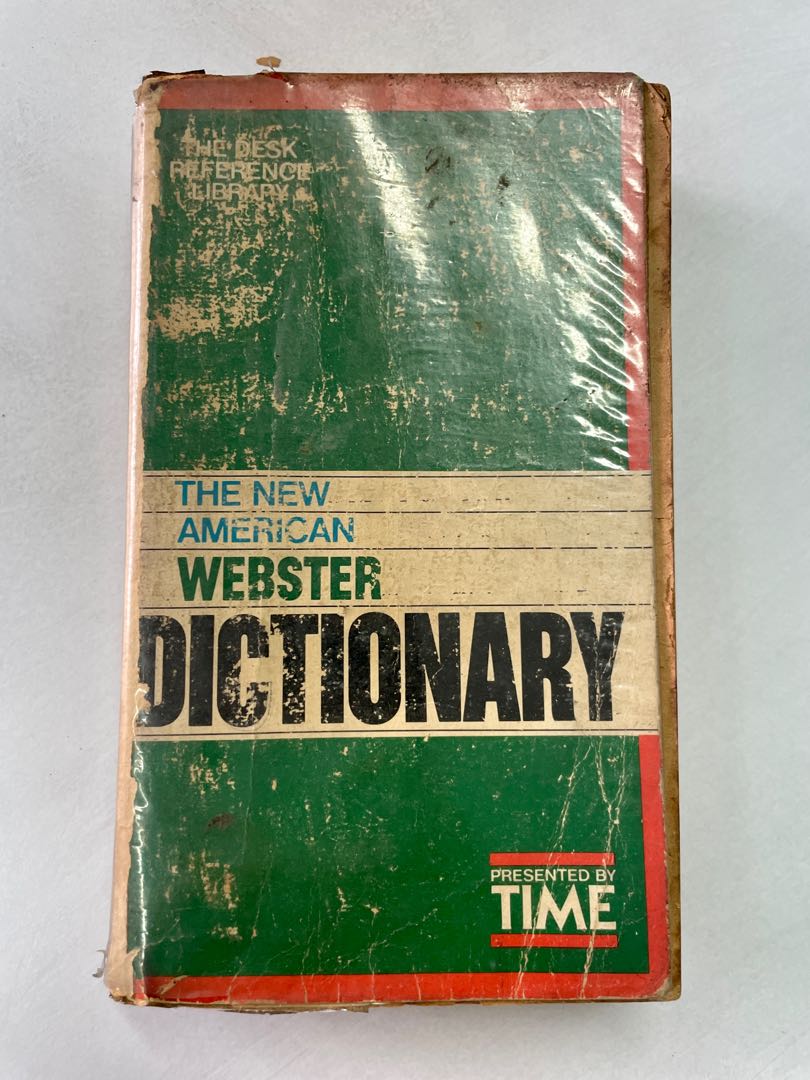 THE DESK
REFERENCE
LIBRARY
THE NEW
AMERICAN
WEBSTER
DICTIONARY
PRESENTED BY
TIME